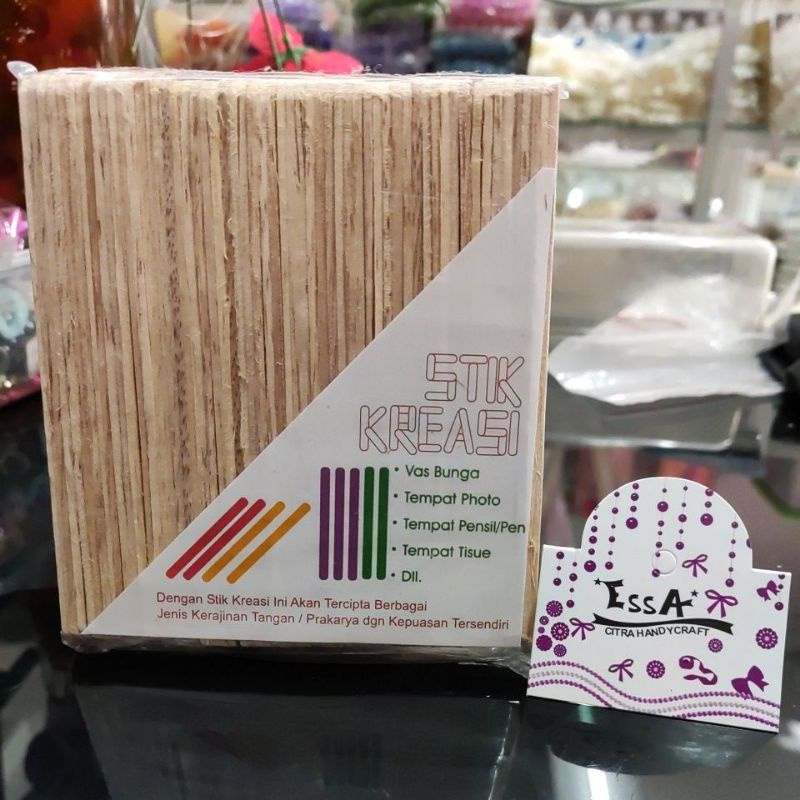 STIK
KREASI
• Vas Bunga
• Tempat Photo
• Tempat Pensil/Pen
• Tempat Tisue
• Dll.
Dengan Stik Kreasi Ini Akan Tercipta Berbagai
Jenis Kerajinan Tangan / Prakarya dgn Kepuasan Tersendiri
ESSA
CITRA HANDYCRAFT